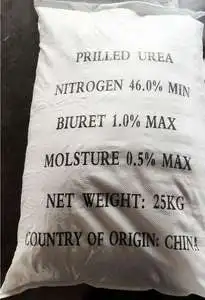 PRILLED UREA
NITROGEN 46.0% MIN
BIURET 1.0% MAX
MOLSTURE 0.5% MAX
NET WEIGHT: 25KG
COUNTRY OF ORIGIN: CHINA